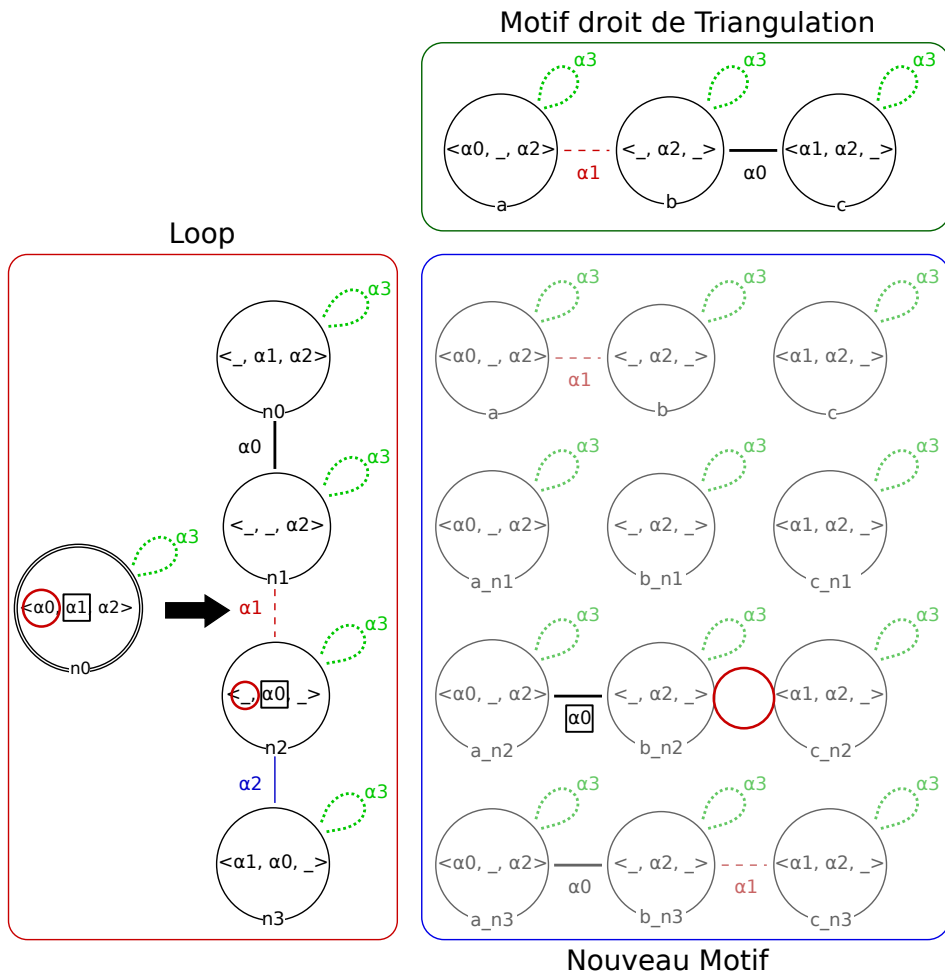 Motif droit de Triangulation
α3 α3 α3
<α0, _, α2> <_, α2, _> <α1, α2, _>
α1 α0
a b c
Loop
α3
<_, α1, α2>
n0
α0
α3
<_, _, α2>
n1
α3
<α0, α1, α2>
n0
α1
α3
<_, α0, _>
n2
α2
α3
<α1, α0, _>
n3
α3 α3 α3
<α0, _, α2> <_, α2, _> <α1, α2, _>
α1
a b c
α3 α3 α3
<α0, _, α2> <_, α2, _> <α1, α2, _>
a_n1 b_n1 c_n1
α3 α3 α3
<α0, _, α2> <_, α2, _> <α1, α2, _>
α0
a_n2 b_n2 c_n2
α3 α3 α3
<α0, _, α2> <_, α2, _> <α1, α2, _>
α0 α1
a_n3 b_n3 c_n3
Nouveau Motif